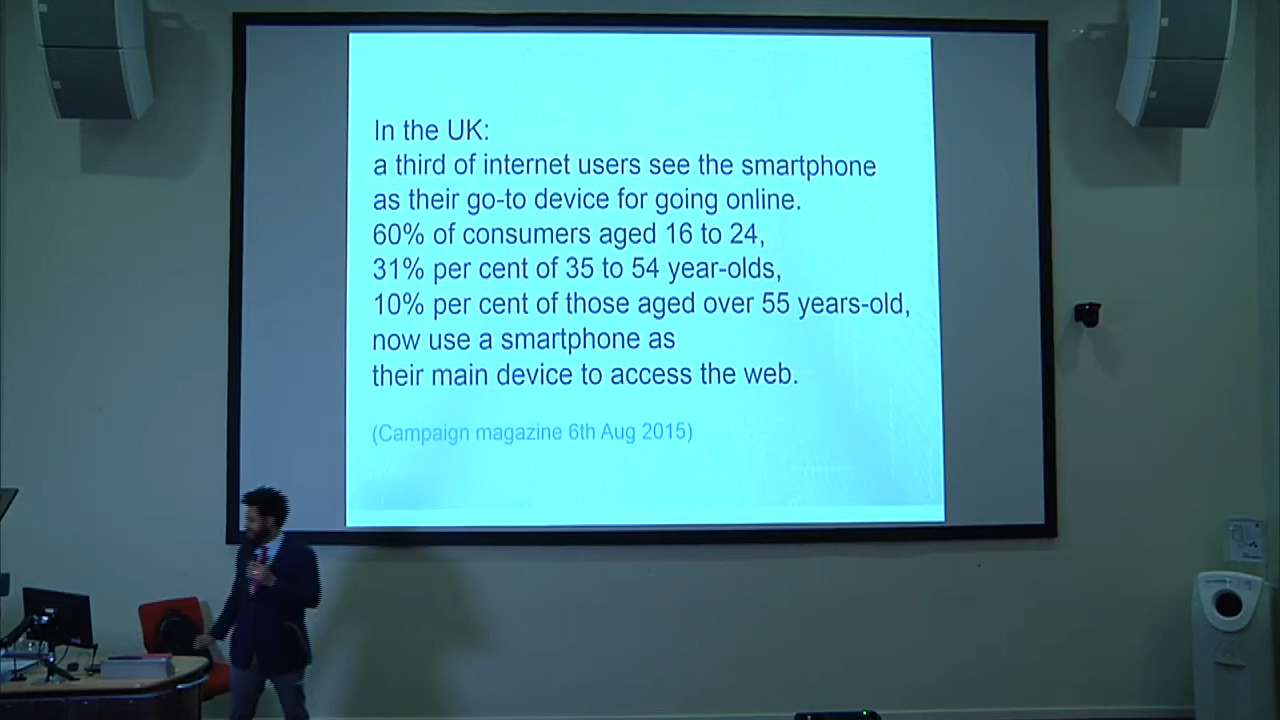 In the UK:
a third of internet users see the smartphone
as their go-to device for going online.
60% of consumers aged 16 to 24,
31% per cent of 35 to 54 year-olds,
10% per cent of those aged over 55 years-old,
now use a smartphone as
their main device to access the web.
(Campaign magazine 6th Aug 2015)